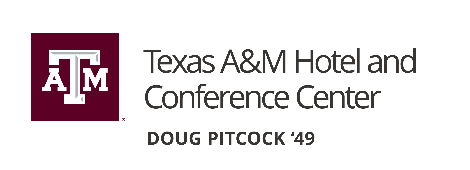 ATM
Texas A&M Hotel and
Conference Center
DOUG PITCOCK ‘49